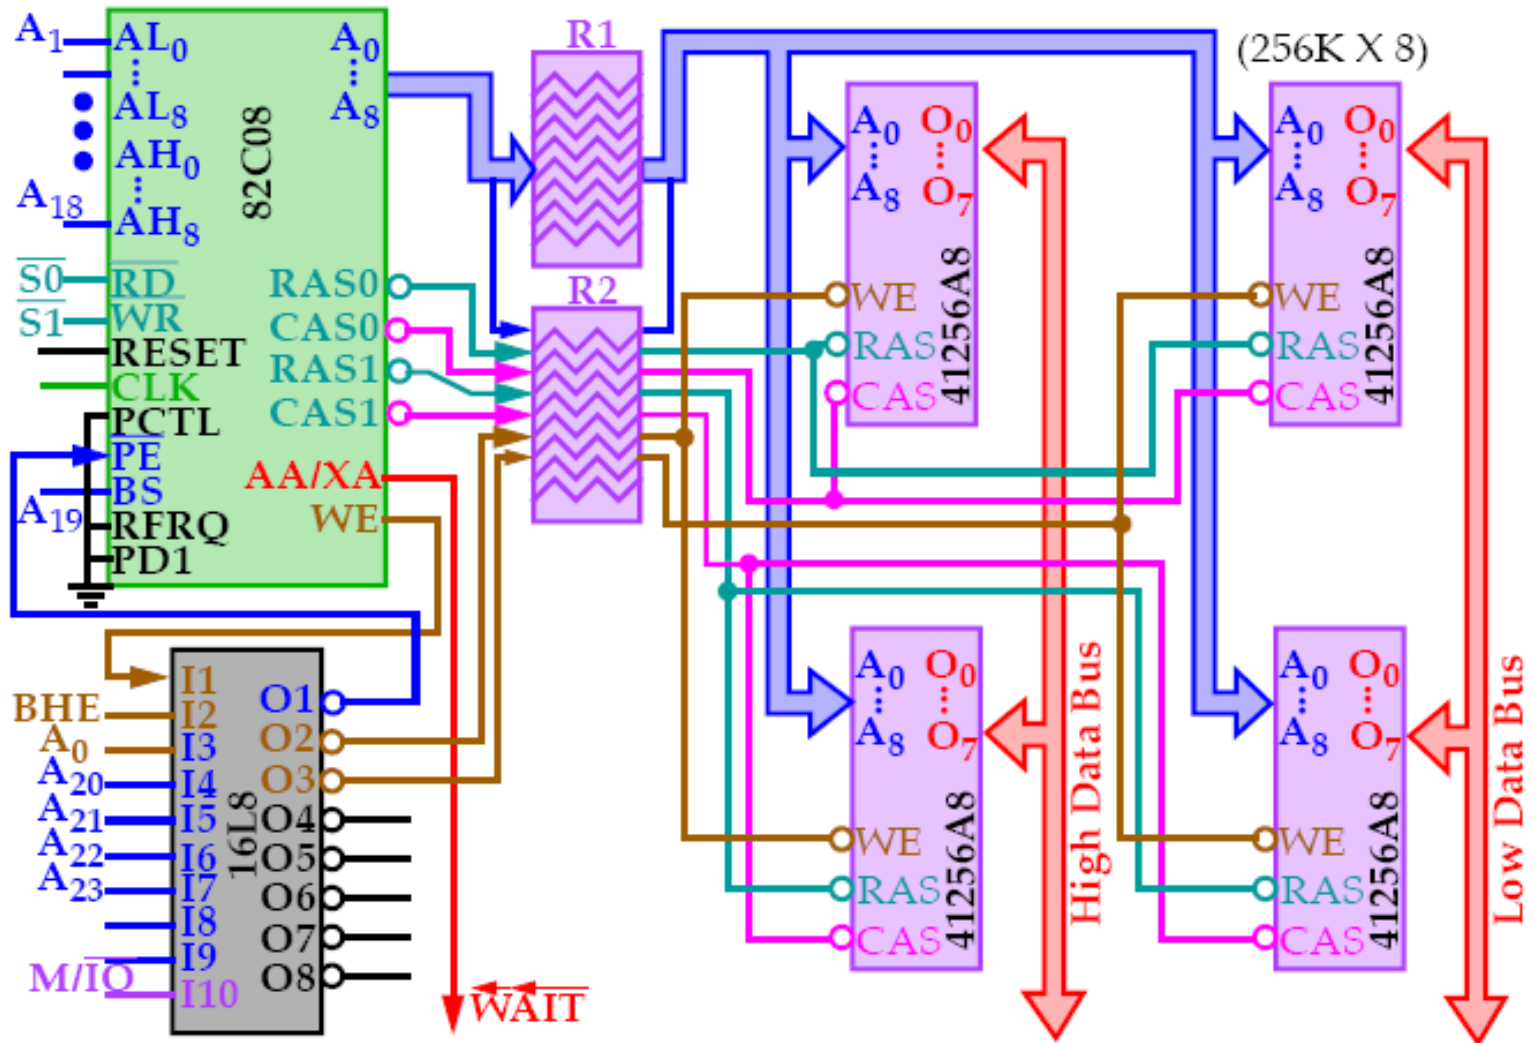 A1
AL0
⋮
AL8
AH0
⋮
A18
AH8
A0
⋮
A8
82C08
S0
RD
S1
WR
RESET
CLK
PCTL
PE
BS
A19
RFRQ
PD1
RAS0
CAS0
RAS1
CAS1
AA/XA
WE
R1
R2
(256K X 8)
A0
⋮
A8
O0
⋮
O7
WE
RAS
CAS
41256A8
A0
⋮
A8
O0
⋮
O7
WE
RAS
CAS
41256A8
A0
⋮
A8
O0
⋮
O7
WE
RAS
CAS
41256A8
A0
⋮
A8
O0
⋮
O7
WE
RAS
CAS
41256A8
High Data Bus
Low Data Bus
BHE
A0
A20
A21
A22
A23
M/IO
I1
I2
I3
I4
I5
I6
I7
I8
I9
I10
16L8
O1
O2
O3
O4
O5
O6
O7
O8
WAIT